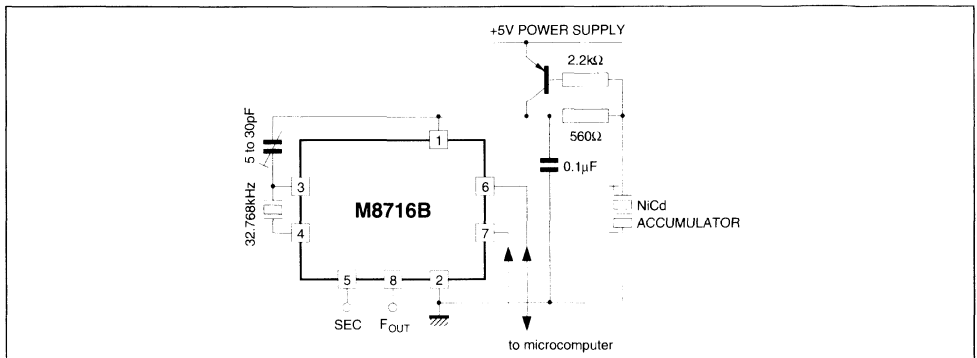 +5V POWER SUPPLY
2.2kΩ
560Ω
5 to 30pF
1
0.1µF
3
6
M8716B
NiCd
ACCUMULATOR
32.768kHz
4
7
5
8
2
SEC
FOUT
to microcomputer